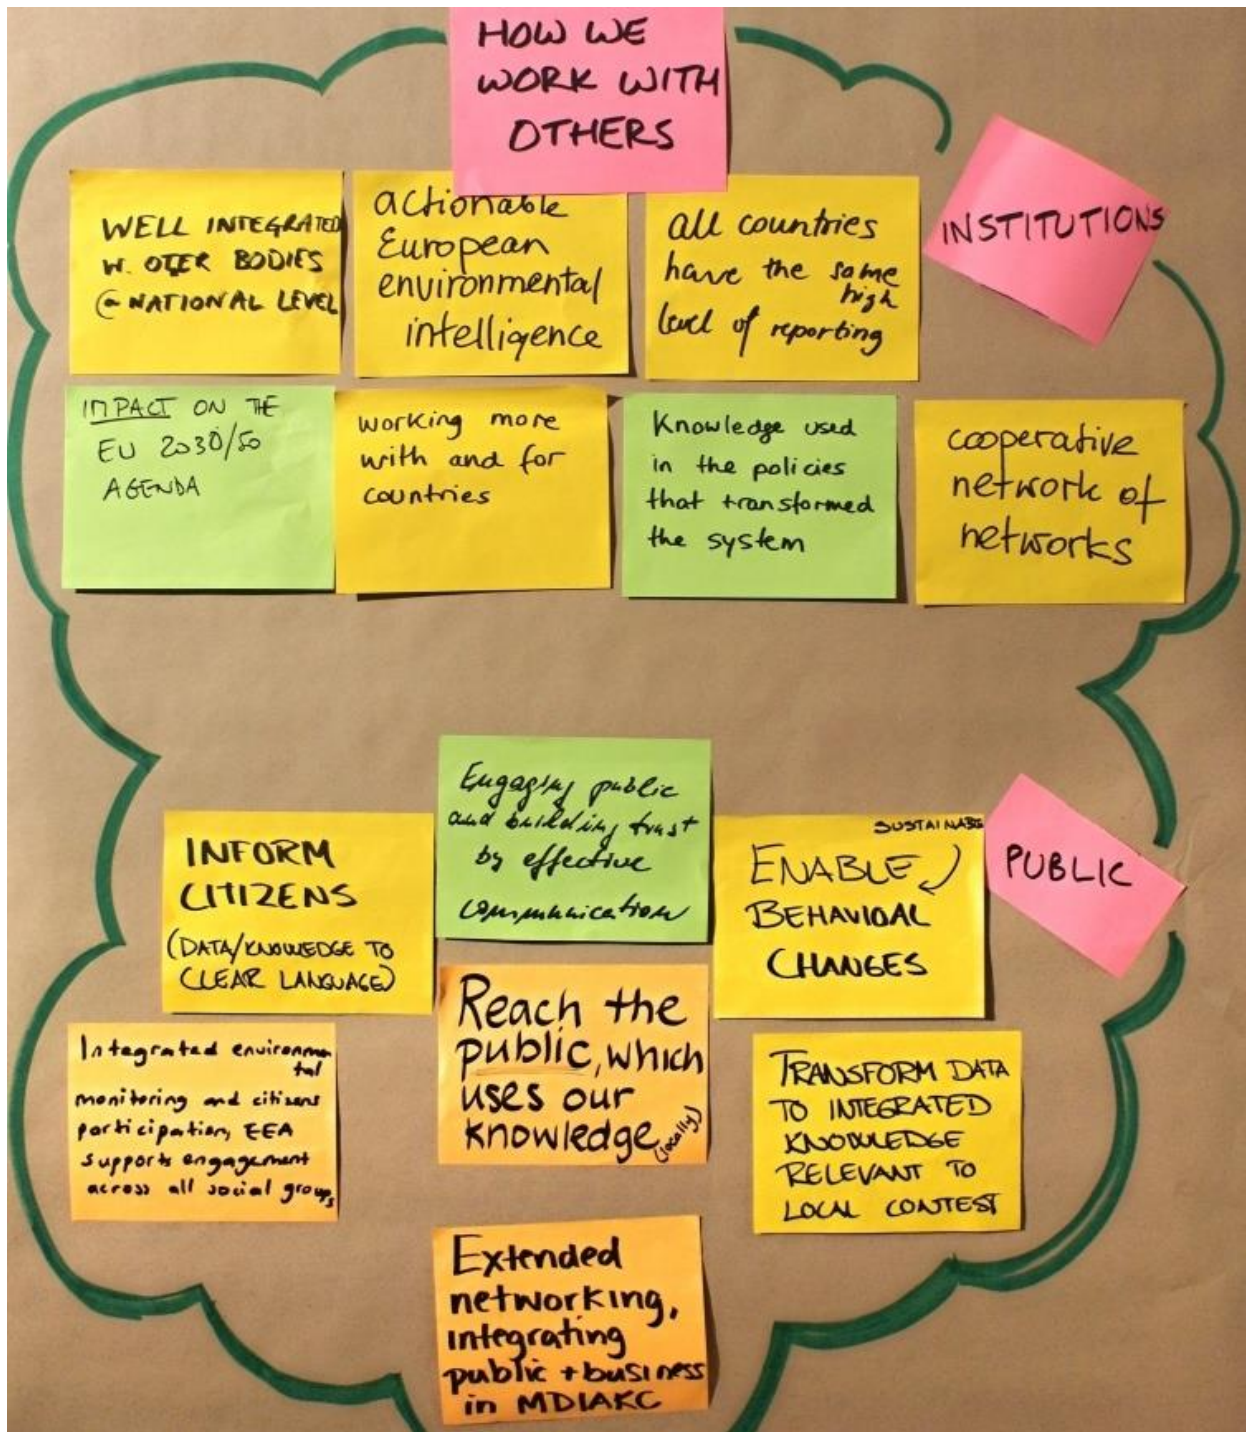 HOW WE
WORK WITH
OTHERS
INSTITUTIONS
WELL INTEGRATED
W. OTER BODIES
@ NATIONAL LEVEL
actionable
European
environmental
intelligence
all countries
have the same
high
level of reporting
IMPACT ON THE
EU 2030/50
AGENDA
working more
with and for
countries
Knowledge used
in the policies
that transformed
the system
cooperative
network of
networks
PUBLIC
INFORM
CITIZENS
(DATA/KNOWLEDGE TO
CLEAR LANGUAGE)
Engaging public
and building trust
by effective
communication
SUSTAINABLE
ENABLE
BEHAVIOAL
CHANGES
Integrated environme
tal
monitoring and citizens
participation, EEA
supports engagement
across all social groups
Reach the
public, which
uses our
knowledge (locally)
TRANSFORM DATA
TO INTEGRATED
KNOWLEDGE
RELEVANT TO
LOCAL CONTEST
Extended
networking,
integrating
public + business
in MDIAKC